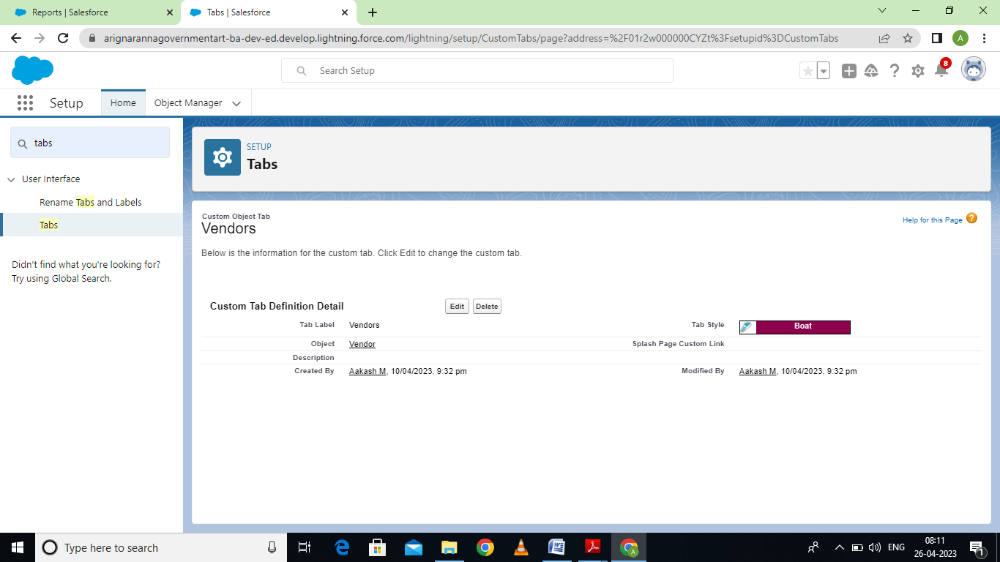 Reports | Salesforce
Tabs | Salesforce
arignarannagovernmentart-ba-dev-ed.develop.lightning.force.com/lightning/setup/CustomTabs/page?address=%2F01r2w000000CYZt%3Fsetupid%3DCustomTabs
A
Search Setup
8
Setup
Home
Object Manager
tabs
User Interface
Rename Tabs and Labels
Tabs
Didn't find what you're looking for?
Try using Global Search.
SETUP
Tabs
Custom Object Tab
Vendors
Help for this Page ?
Below is the information for the custom tab. Click Edit to change the custom tab.
Custom Tab Definition Detail
Edit
Delete
Tab Label Vendors
Tab Style Boat
Object Vendor
Splash Page Custom Link
Description
Created By Aakash M, 10/04/2023, 9:32 pm
Modified By Aakash M, 10/04/2023, 9:32 pm
Type here to search
ENG
08:11
26-04-2023
1